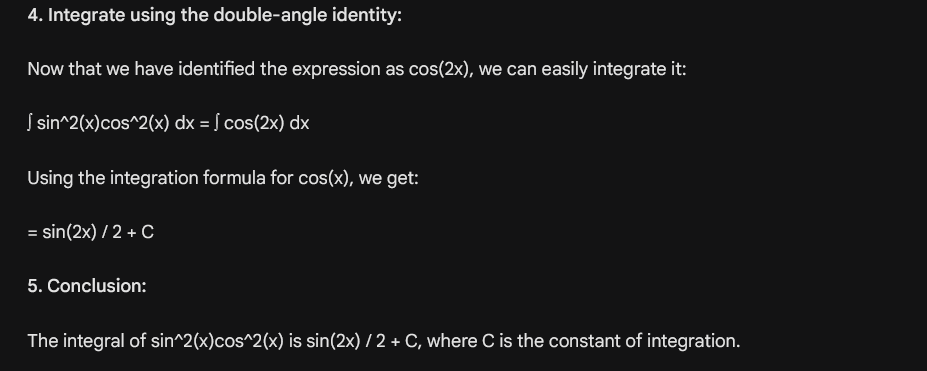 4. Integrate using the double-angle identity:
Now that we have identified the expression as cos(2x), we can easily integrate it:
∫ sin^2(x)cos^2(x) dx = ∫ cos(2x) dx
Using the integration formula for cos(x), we get:
= sin(2x) / 2 + C
5. Conclusion:
The integral of sin^2(x)cos^2(x) is sin(2x) / 2 + C, where C is the constant of integration.